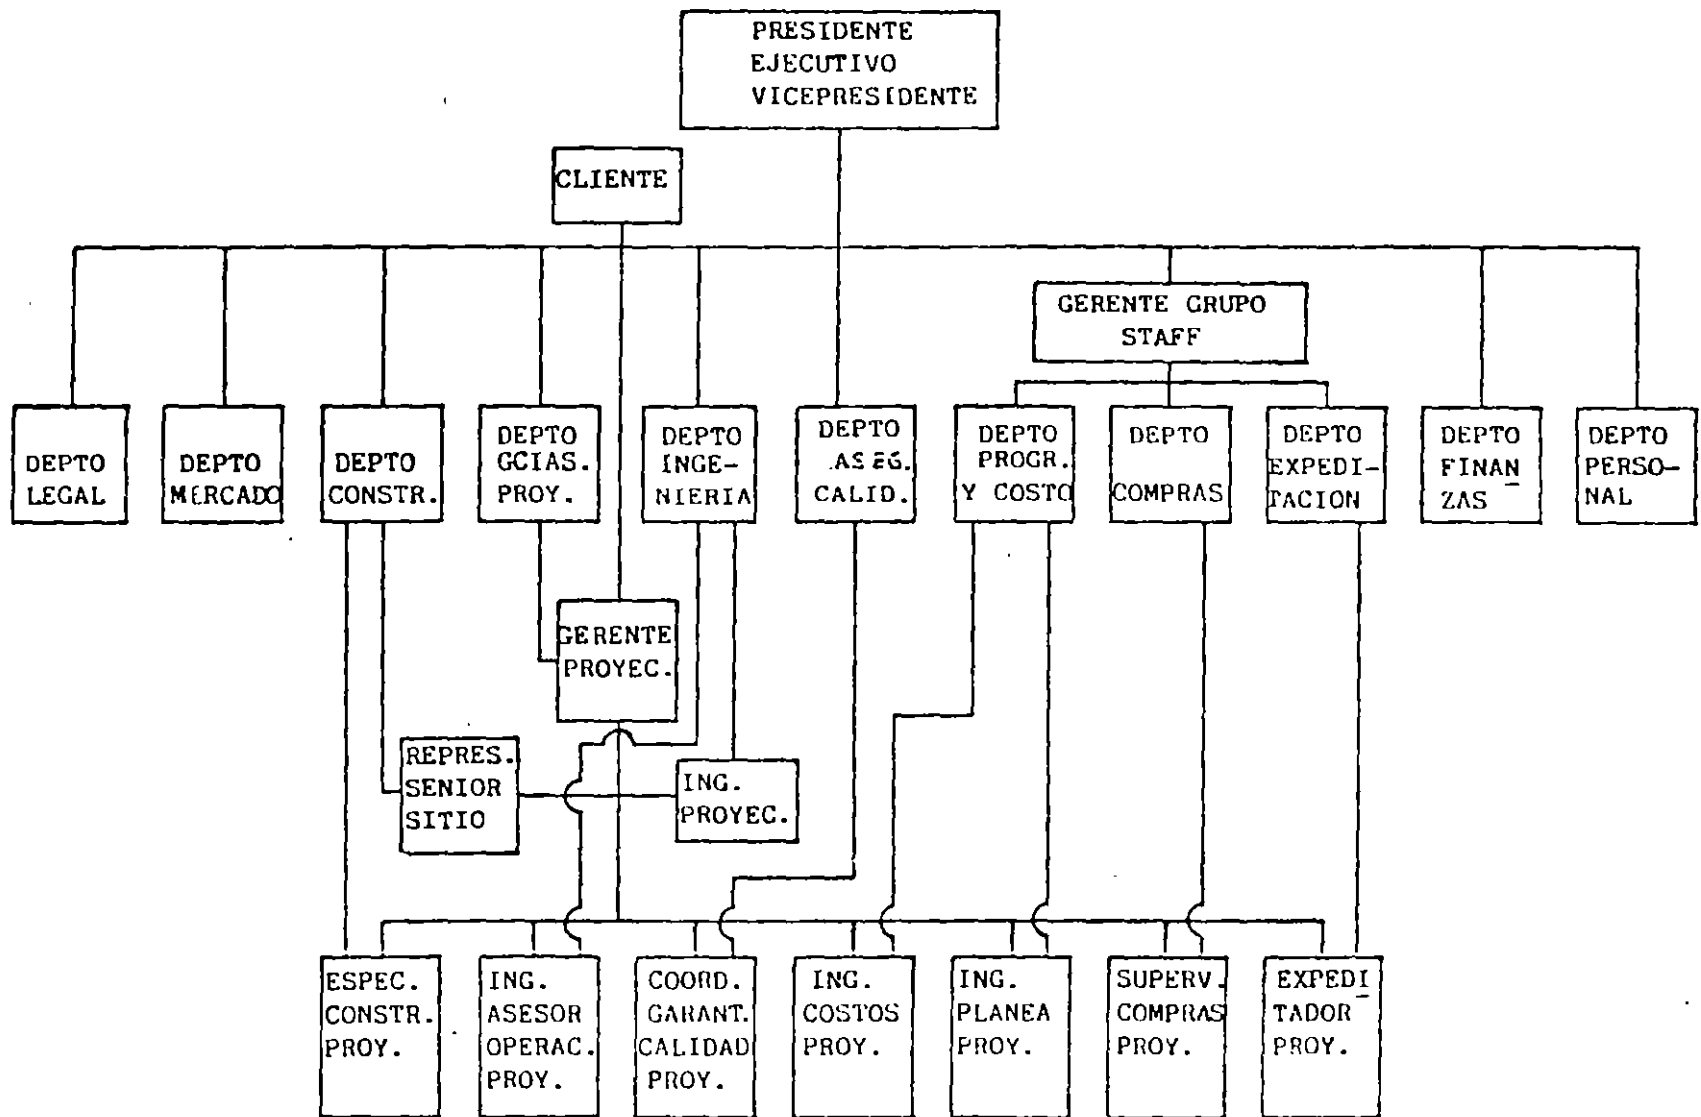 PRESIDENTE
EJECUTIVO
VICEPRESIDENTE
CLIENTE
GERENTE GRUPO
STAFF
DEPTO
LEGAL
DEPTO
MERCADO
DEPTO
CONSTR.
DEPTO
GCIAS.
PROY.
DEPTO
INGE-
NIERIA
DEPTO
ASEG.
CALID.
DEPTO
PROGR.
Y COSTO
DEPTO
COMPRAS
DEPTO
EXPEDI-
TACION
DEPTO
FINAN
ZAS
DEPTO
PERSO-
NAL
GERENTE
PROYEC.
REPRES.
SENIOR
SITIO
ING.
PROYEC.
ESPEC.
CONSTR.
PROY.
ING.
ASESOR
OPERAC.
PROY.
COORD.
GARANT.
CALIDAD
PROY.
ING.
COSTOS
PROY.
ING.
PLANEA
PROY.
SUPERV.
COMPRAS
PROY.
EXPEDI
TADOR
PROY.